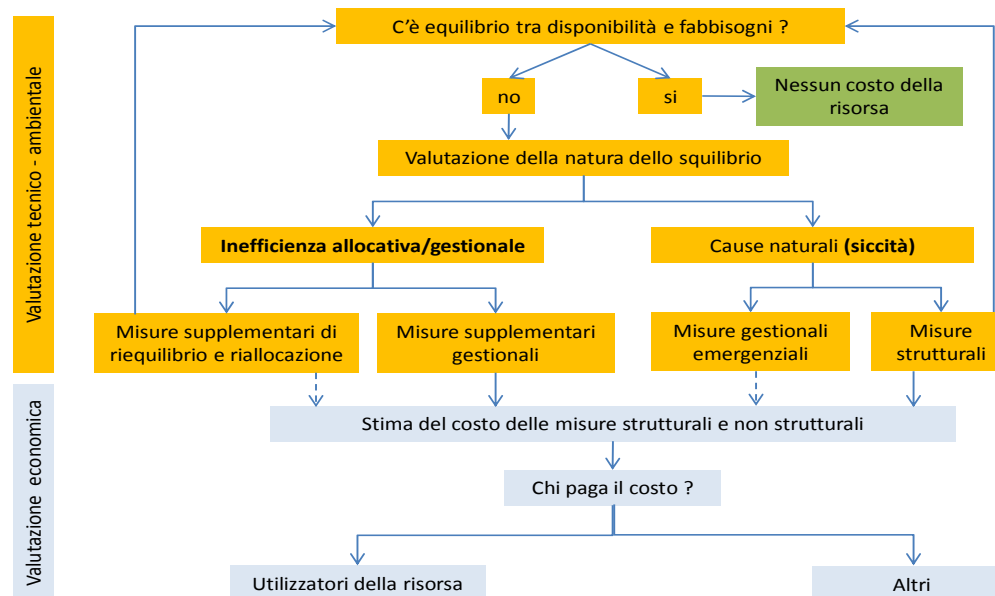 C’è equilibrio tra disponibilità e fabbisogni ?
no
si
Nessun costo della
risorsa
Valutazione della natura dello squilibrio
Inefficienza allocativa/gestionale
Cause naturali (siccità)
Misure supplementari di
riequilibrio e riallocazione
Misure supplementari
gestionali
Misure gestionali
emergenziali
Misure
strutturali
Valutazione tecnico - ambientale
Stima del costo delle misure strutturali e non strutturali
Chi paga il costo ?
Utilizzatori della risorsa
Altri
Valutazione economica